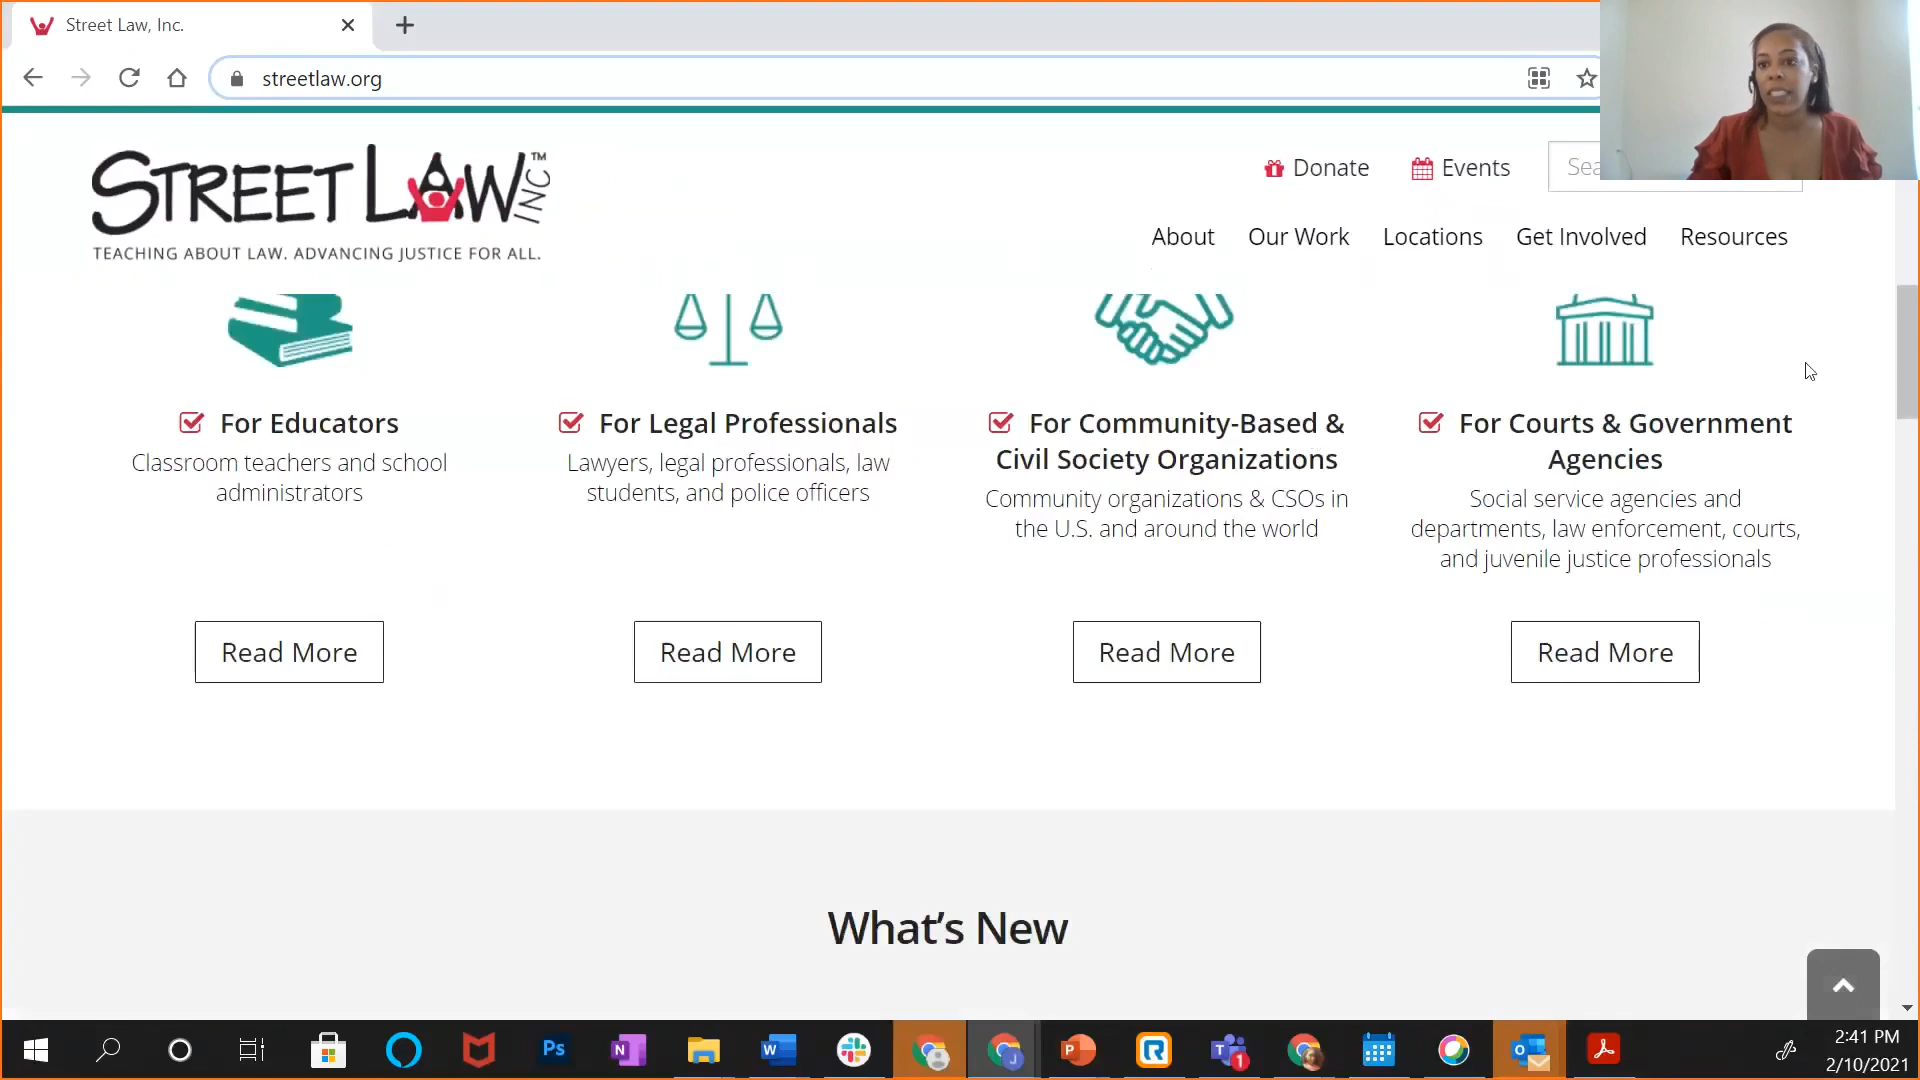 Street Law, Inc.
streetlaw.org
STREET LAW INC™
TEACHING ABOUT LAW. ADVANCING JUSTICE FOR ALL.
Donate
Events
Sea
About
Our Work
Locations
Get Involved
Resources
For Educators
Classroom teachers and school
administrators
Read More
For Legal Professionals
Lawyers, legal professionals, law
students, and police officers
Read More
For Community-Based &
Civil Society Organizations
Community organizations & CSOs in
the U.S. and around the world
Read More
For Courts & Government
Agencies
Social service agencies and
departments, law enforcement, courts,
and juvenile justice professionals
Read More
What's New
Ps
N
W
J
P
R
T
1
O
2:41 PM
2/10/2021